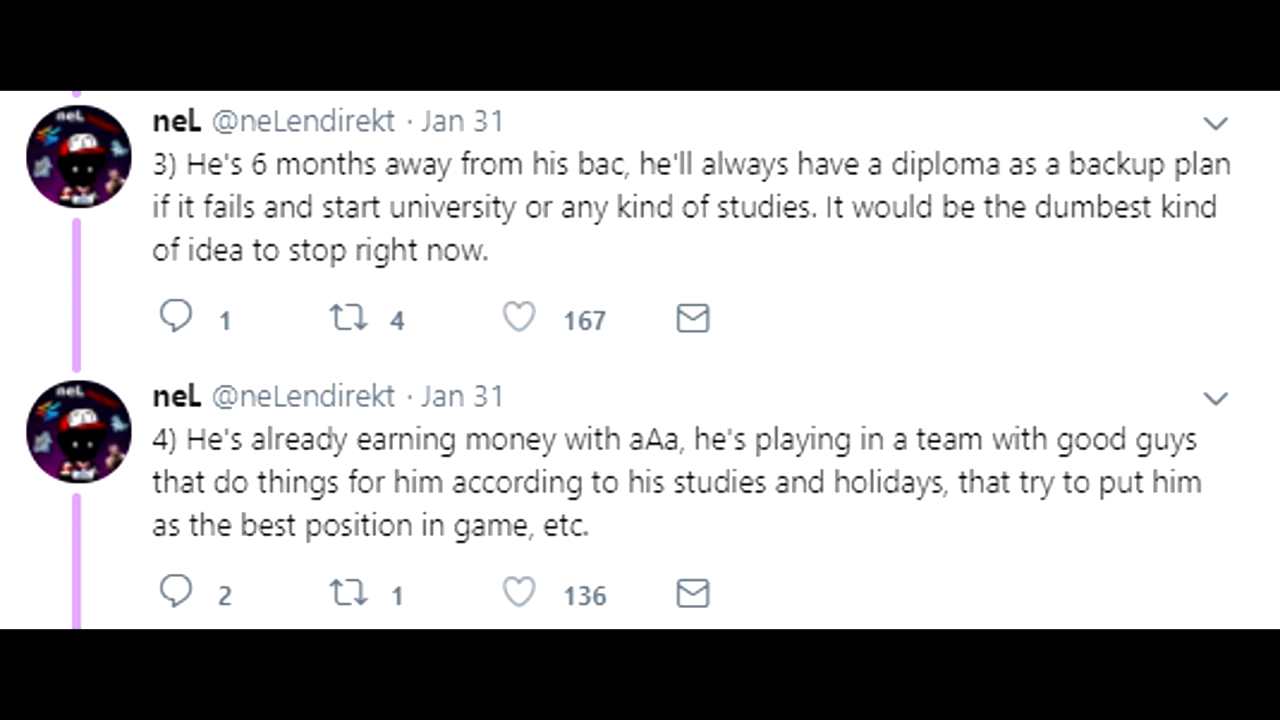 neL @neLendirekt · Jan 31
3) He's 6 months away from his bac, he'll always have a diploma as a backup plan
if it fails and start university or any kind of studies. It would be the dumbest kind
of idea to stop right now.
1 4 167
neL @neLendirekt · Jan 31
4) He's already earning money with aAa, he's playing in a team with good guys
that do things for him according to his studies and holidays, that try to put him
as the best position in game, etc.
2 1 136